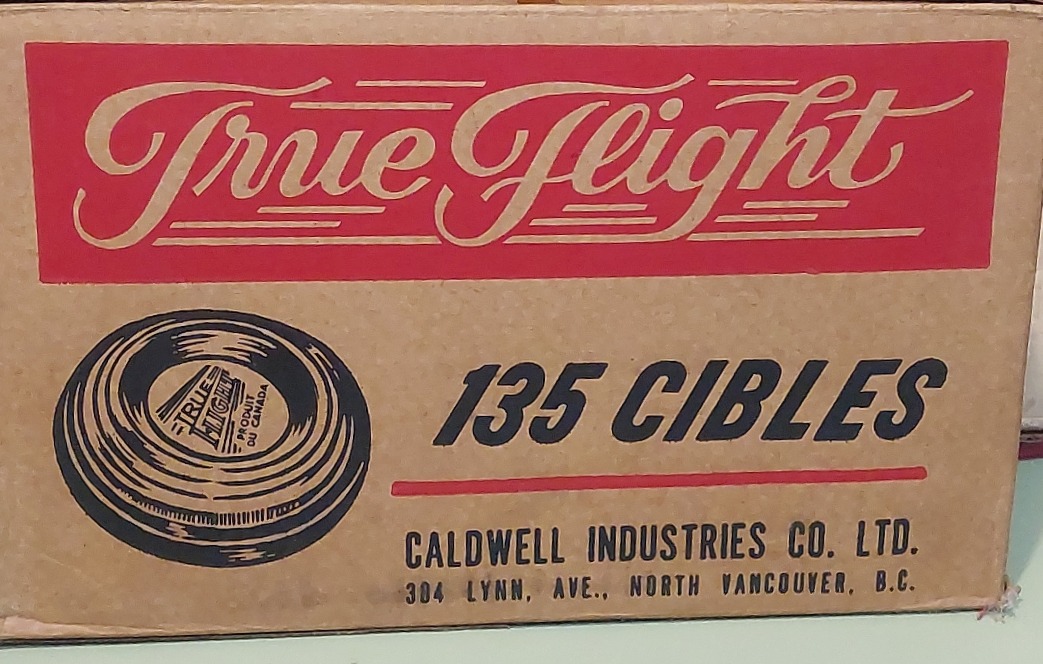 True Flight
TRUE
FLIGHT
PRODUIT
DU CANADA
135 CIBLES
CALDWELL INDUSTRIES CO. LTD.
304 LYNN, AVE., NORTH VANCOUVER, B.C.